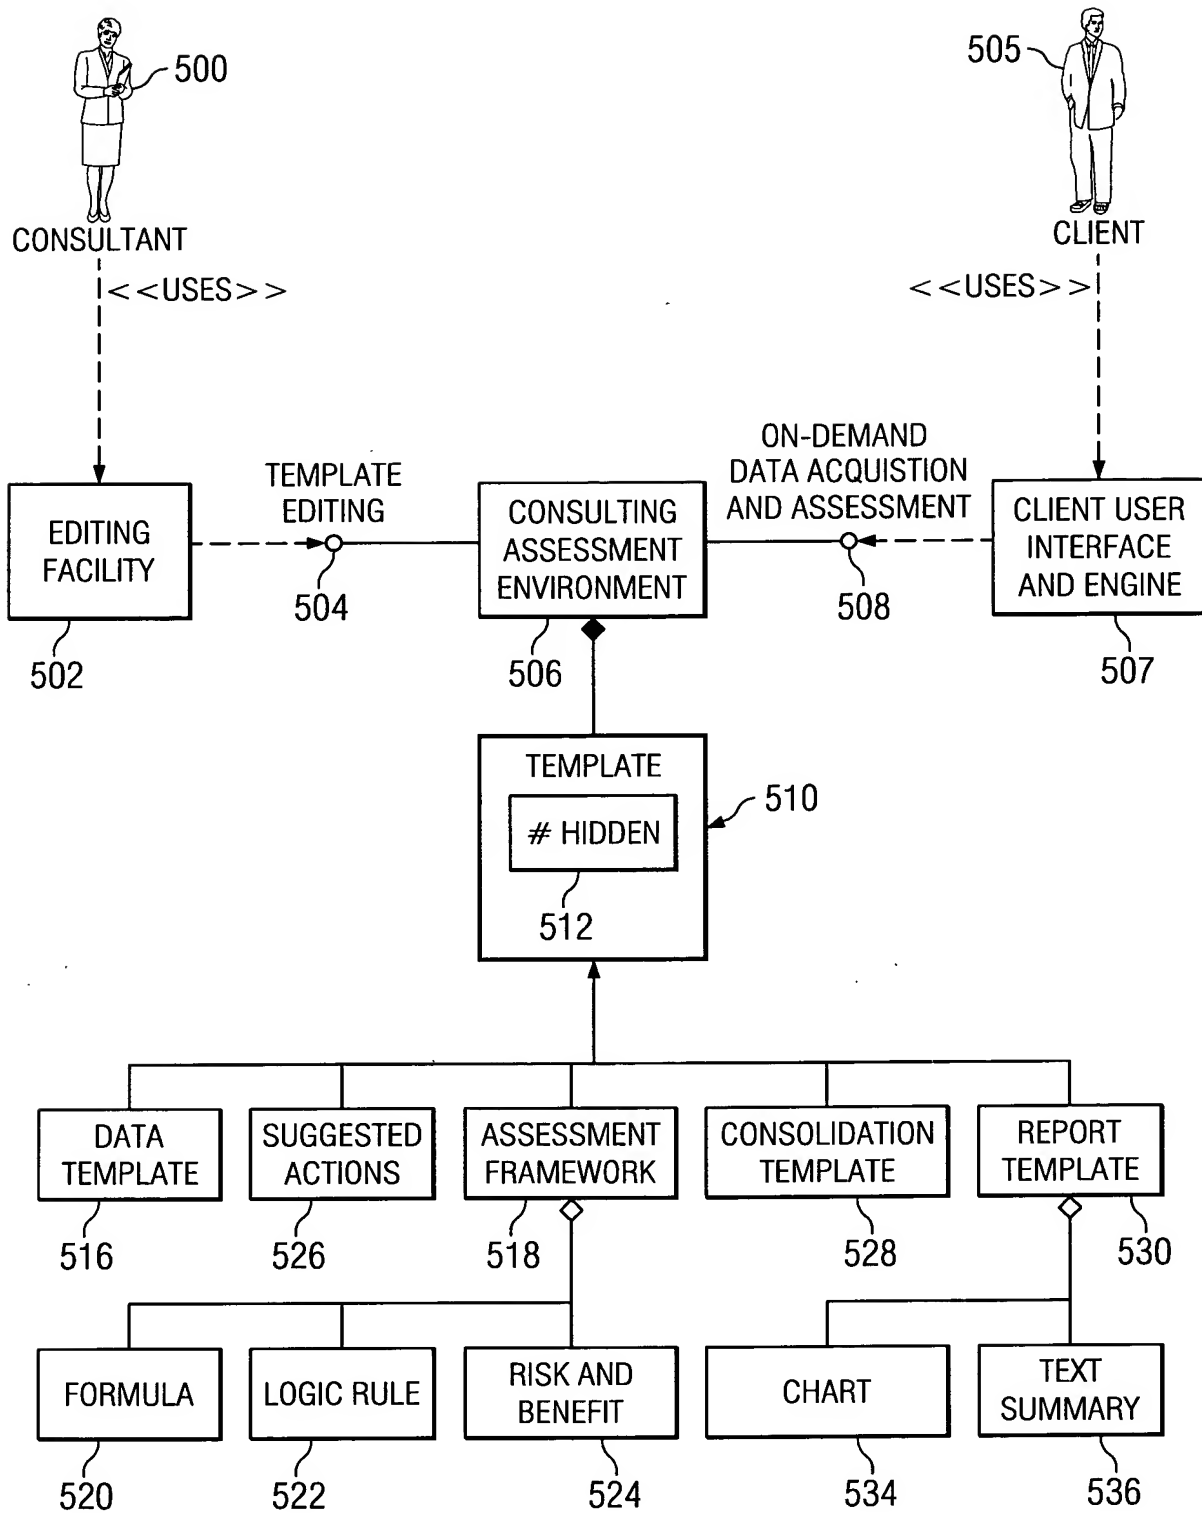 500
505
CONSULTANT
CLIENT
<<USES>>
<<USES>>
EDITING
FACILITY
502
TEMPLATE
EDITING
504
CONSULTING
ASSESSMENT
ENVIRONMENT
506
ON-DEMAND
DATA ACQUISTION
AND ASSESSMENT
508
CLIENT USER
INTERFACE
AND ENGINE
507
TEMPLATE
# HIDDEN
512
510
DATA
TEMPLATE
516
SUGGESTED
ACTIONS
526
ASSESSMENT
FRAMEWORK
518
CONSOLIDATION
TEMPLATE
528
REPORT
TEMPLATE
530
FORMULA
520
LOGIC RULE
522
RISK AND
BENEFIT
524
CHART
534
TEXT
SUMMARY
536